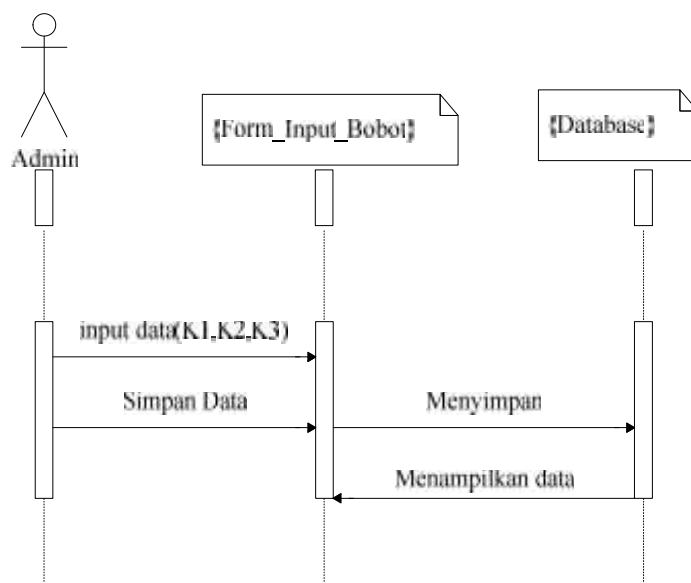 {Form_Input_Bobot}
{Database}
Admin
input data(K1,K2,K3)
Simpan Data
Menyimpan
Menampilkan data